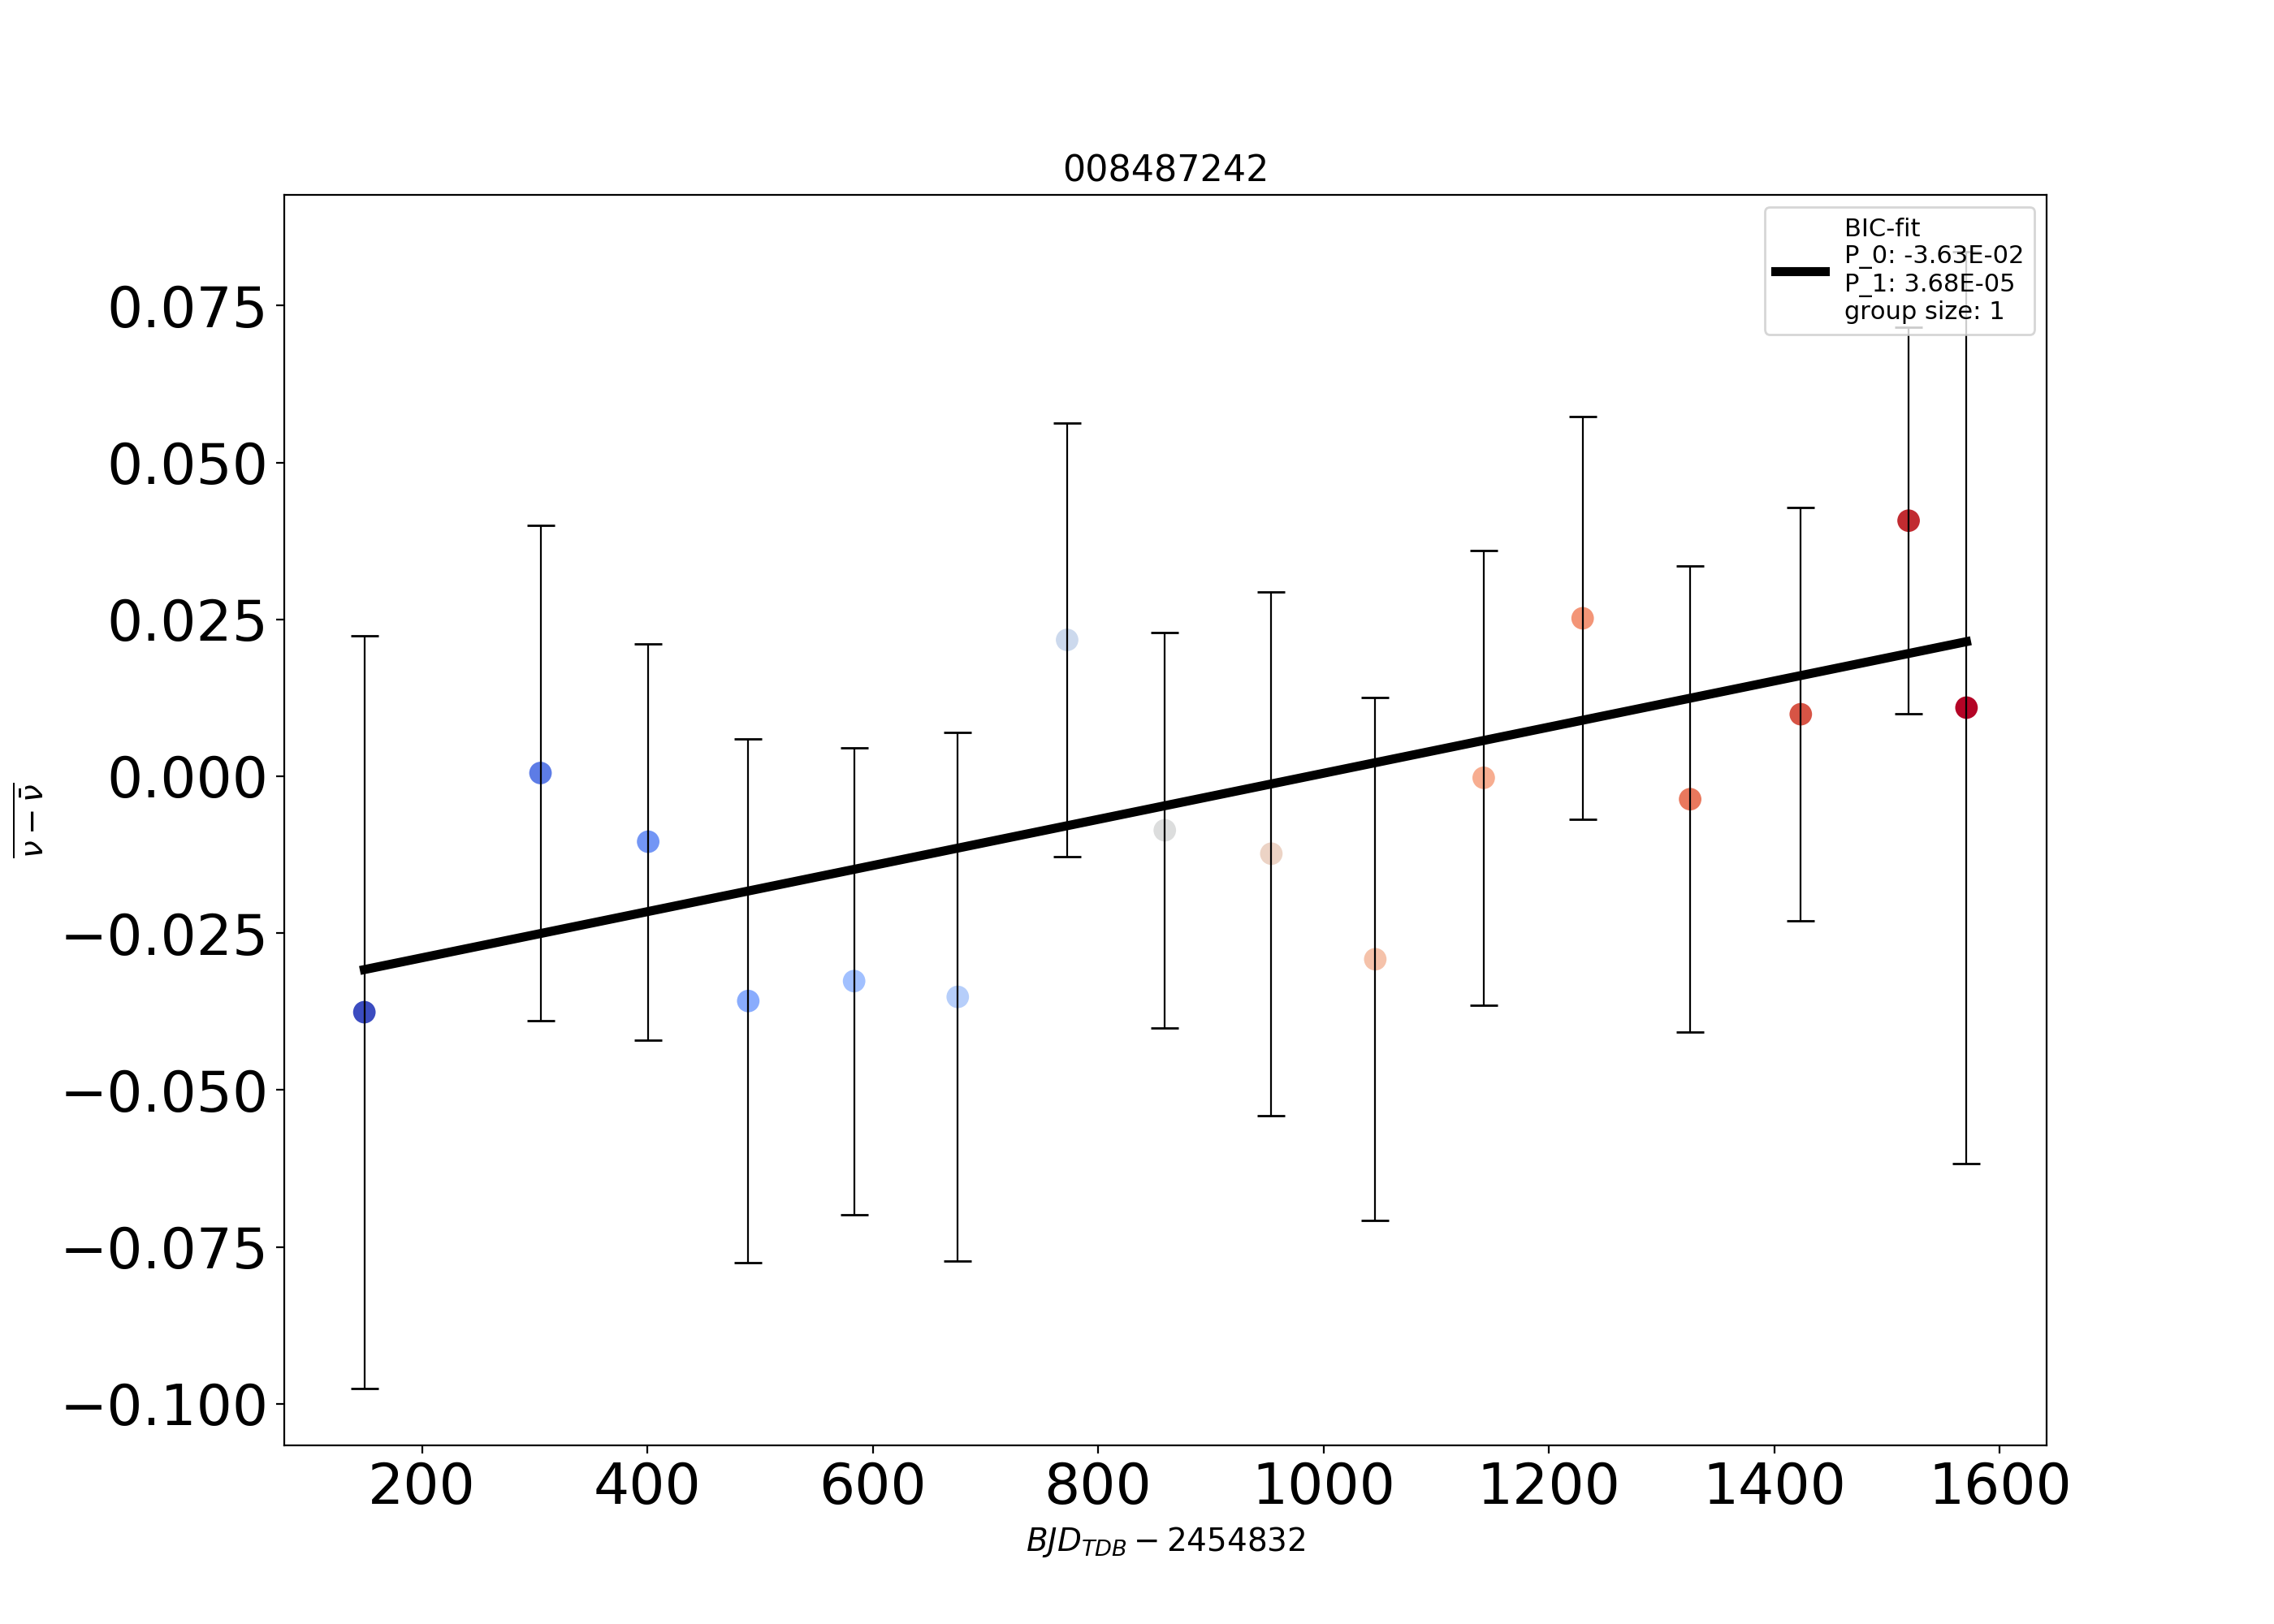 008487242
BIC-fit
P_0: -3.63E-02
P_1: 3.68E-05
group size: 1
0.075
0.050
0.025
0.000
−0.025
−0.050
−0.075
−0.100
ν − ν̄
200 400 600 800 1000 1200 1400 1600
BJD_TDB − 2454832